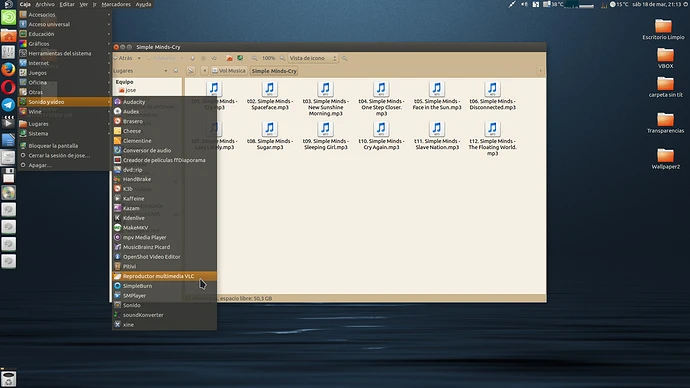 Caja Archivo Editar Ver Ir Marcadores Ayuda
38°C
15 °C
sáb 18 de mar, 21:13
Accesorios
Acceso universal
Educación
Gráficos
Herramientas del sistema
Internet
Juegos
Oficina
Otras
Sonido y vídeo
Wine
Lugares
Sistema
Bloquear la pantalla
Cerrar la sesión de jose...
Apagar...
Audacity
Audex
Brasero
Cheese
Clementine
Conversor de audio
Creador de películas ffDiaporama
dvd::rip
HandBrake
K3b
Kaffeine
Kazam
Kdenlive
MakeMKV
mpv Media Player
MusicBrainz Picard
OpenShot Video Editor
Pitivi
Reproductor multimedia VLC
SimpleBurn
SMPlayer
Sonido
soundKonverter
xine
Simple Minds-Cry
Atrás
100%
Vista de icono
Lugares
Vol Musica
Simple Minds-Cry
Equipo
jose
Simple Minds -
t02. Simple Minds -
Spaceface.mp3
t03. Simple Minds -
New Sunshine
Morning.mp3
t04. Simple Minds -
One Step Closer.
mp3
t05. Simple Minds -
Face in the Sun.
mp3
t06. Simple Minds -
Disconnected.mp3
Simple Minds -
t08. Simple Minds -
Sugar.mp3
t09. Simple Minds -
Sleeping Girl.mp3
t10. Simple Minds -
Cry Again.mp3
t11. Simple Minds -
Slave Nation.mp3
t12. Simple Minds -
The Floating World.
mp3
espacio libre: 50,5 GB
Escritorio Limpio
VBOX
carpeta sin tít
Transparencias
Wallpaper2